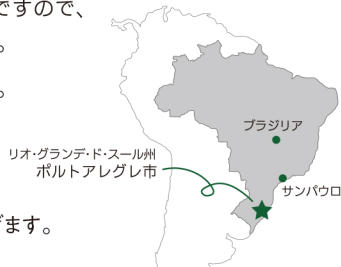 ですので、
。
。
ブラジリア
リオ・グランデ・ド・スール州
ポルトアレグレ市
サンパウロ
げます。